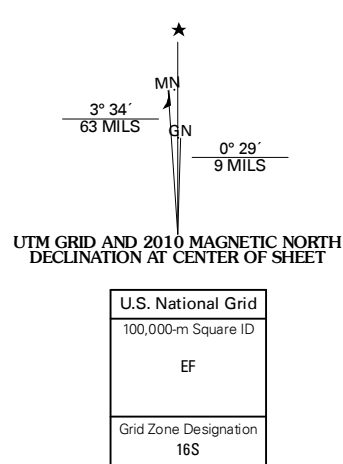 ★
MN
3° 34´
63 MILS
GN
0° 29´
9 MILS
UTM GRID AND 2010 MAGNETIC NORTH
DECLINATION AT CENTER OF SHEET
U.S. National Grid
100,000-m Square ID
EF
Grid Zone Designation
16S